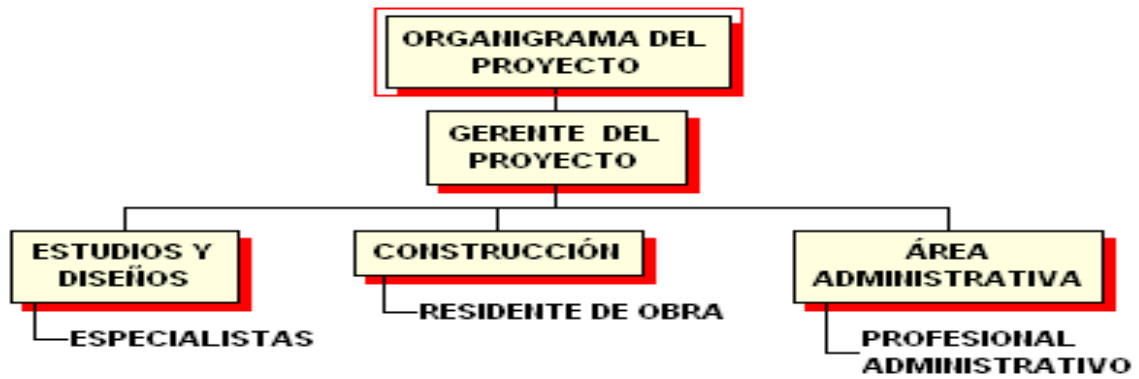 ORGANIGRAMA DEL
PROYECTO
GERENTE DEL
PROYECTO
ESTUDIOS Y
DISEÑOS
ESPECIALISTAS
CONSTRUCCIÓN
RESIDENTE DE OBRA
ÁREA
ADMINISTRATIVA
PROFESIONAL
ADMINISTRATIVO